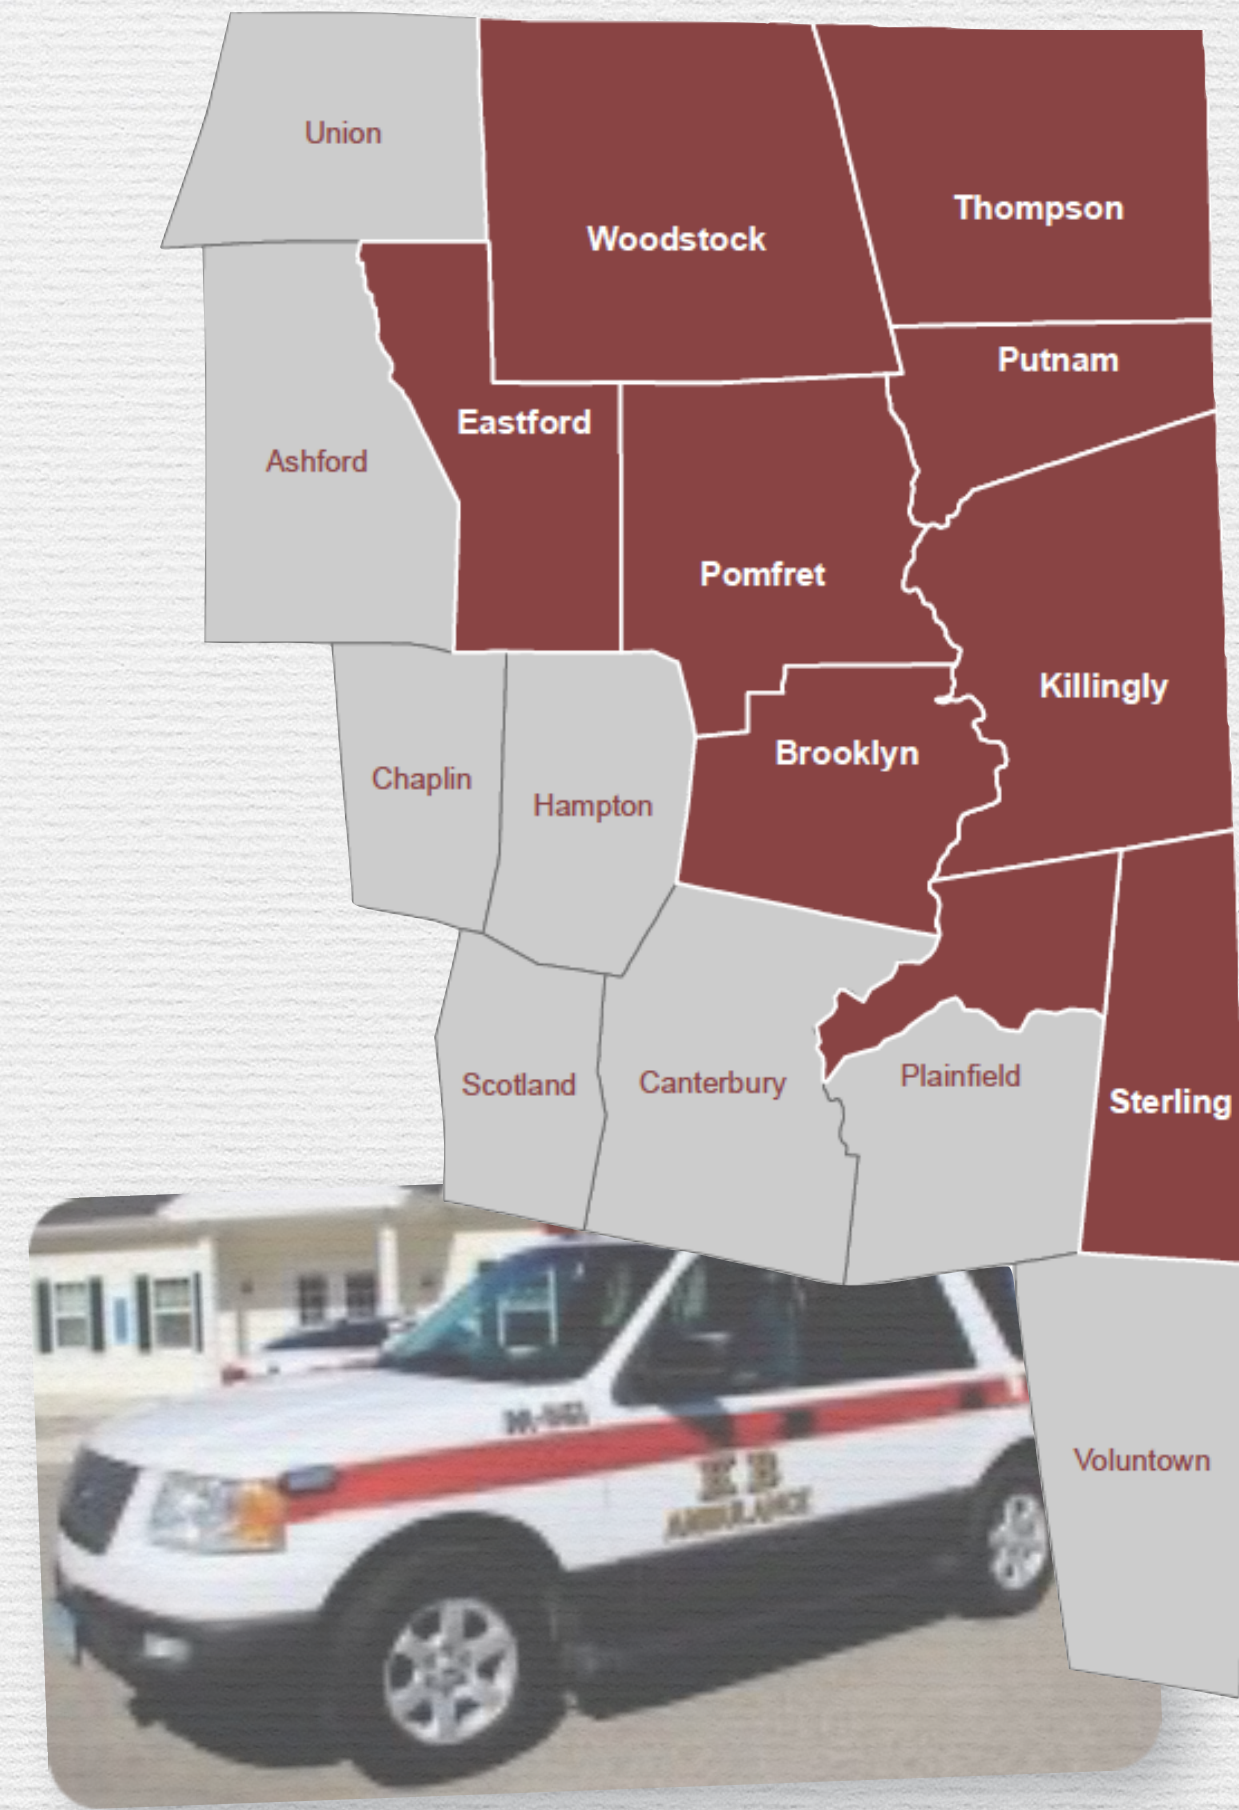 Union
Woodstock
Thompson
Putnam
Eastford
Ashford
Pomfret
Killingly
Brooklyn
Chaplin
Hampton
Scotland
Canterbury
Plainfield
Sterling
Voluntown
K B
AMBULANCE